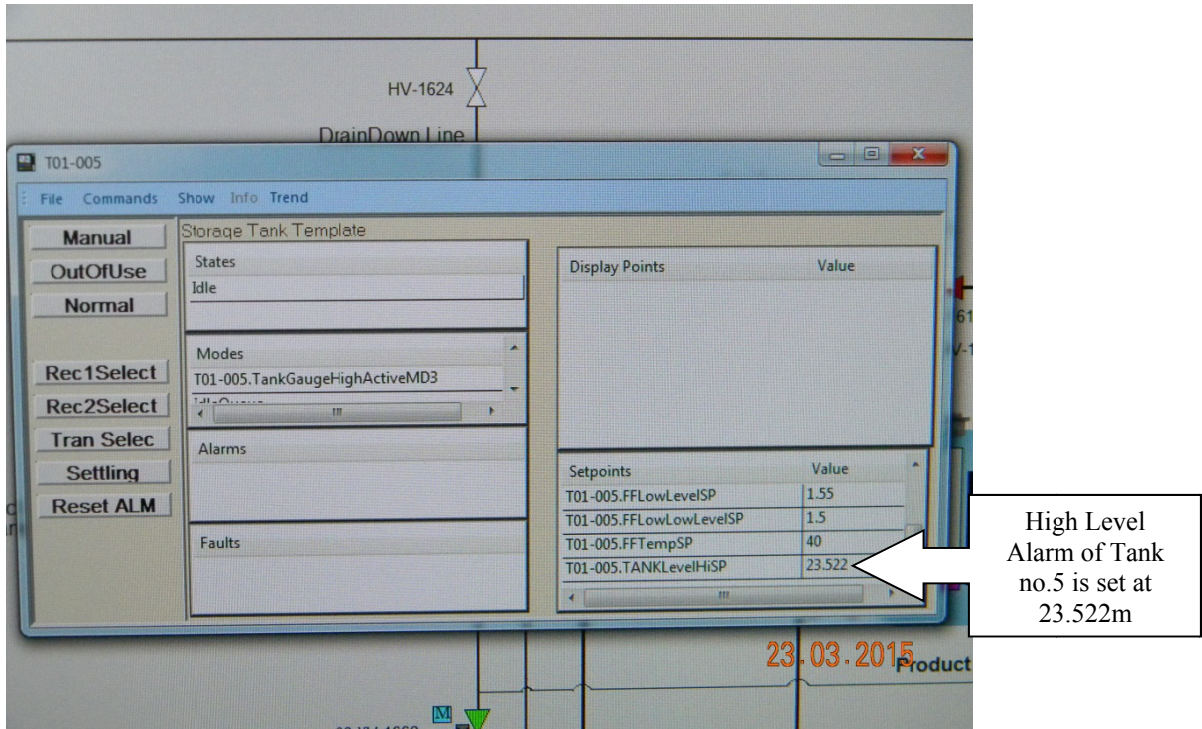 HV-1624
DrainDown Line
T01-005
File Commands Show Info Trend
Manual
OutOfUse
Normal
Rec1Select
Rec2Select
Tran Selec
Settling
Reset ALM
Storage Tank Template
States
Idle
Modes
T01-005.TankGaugeHighActiveMD3
Alarms
Faults
Display Points Value
Setpoints Value
T01-005.FFLowLevelSP 1.55
T01-005.FFLowLowLevelSP 1.5
T01-005.FFTempSP 40
T01-005.TANKLevelHiSP 23.522
High Level
Alarm of Tank
no.5 is set at
23.522m
23.03.2015
Product
M